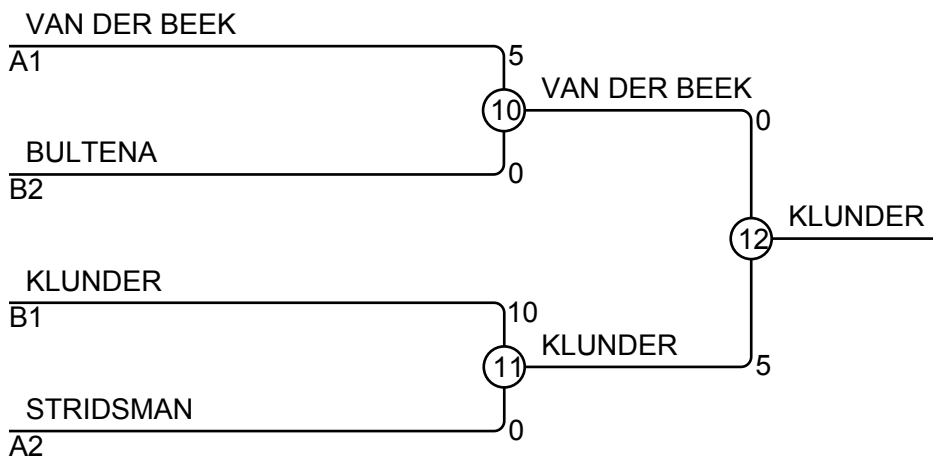 VAN DER BEEK
A1
5
10
VAN DER BEEK
0
BULTENA
B2
0
12
KLUNDER
KLUNDER
B1
10
11
KLUNDER
5
STRIDSMAN
A2
0